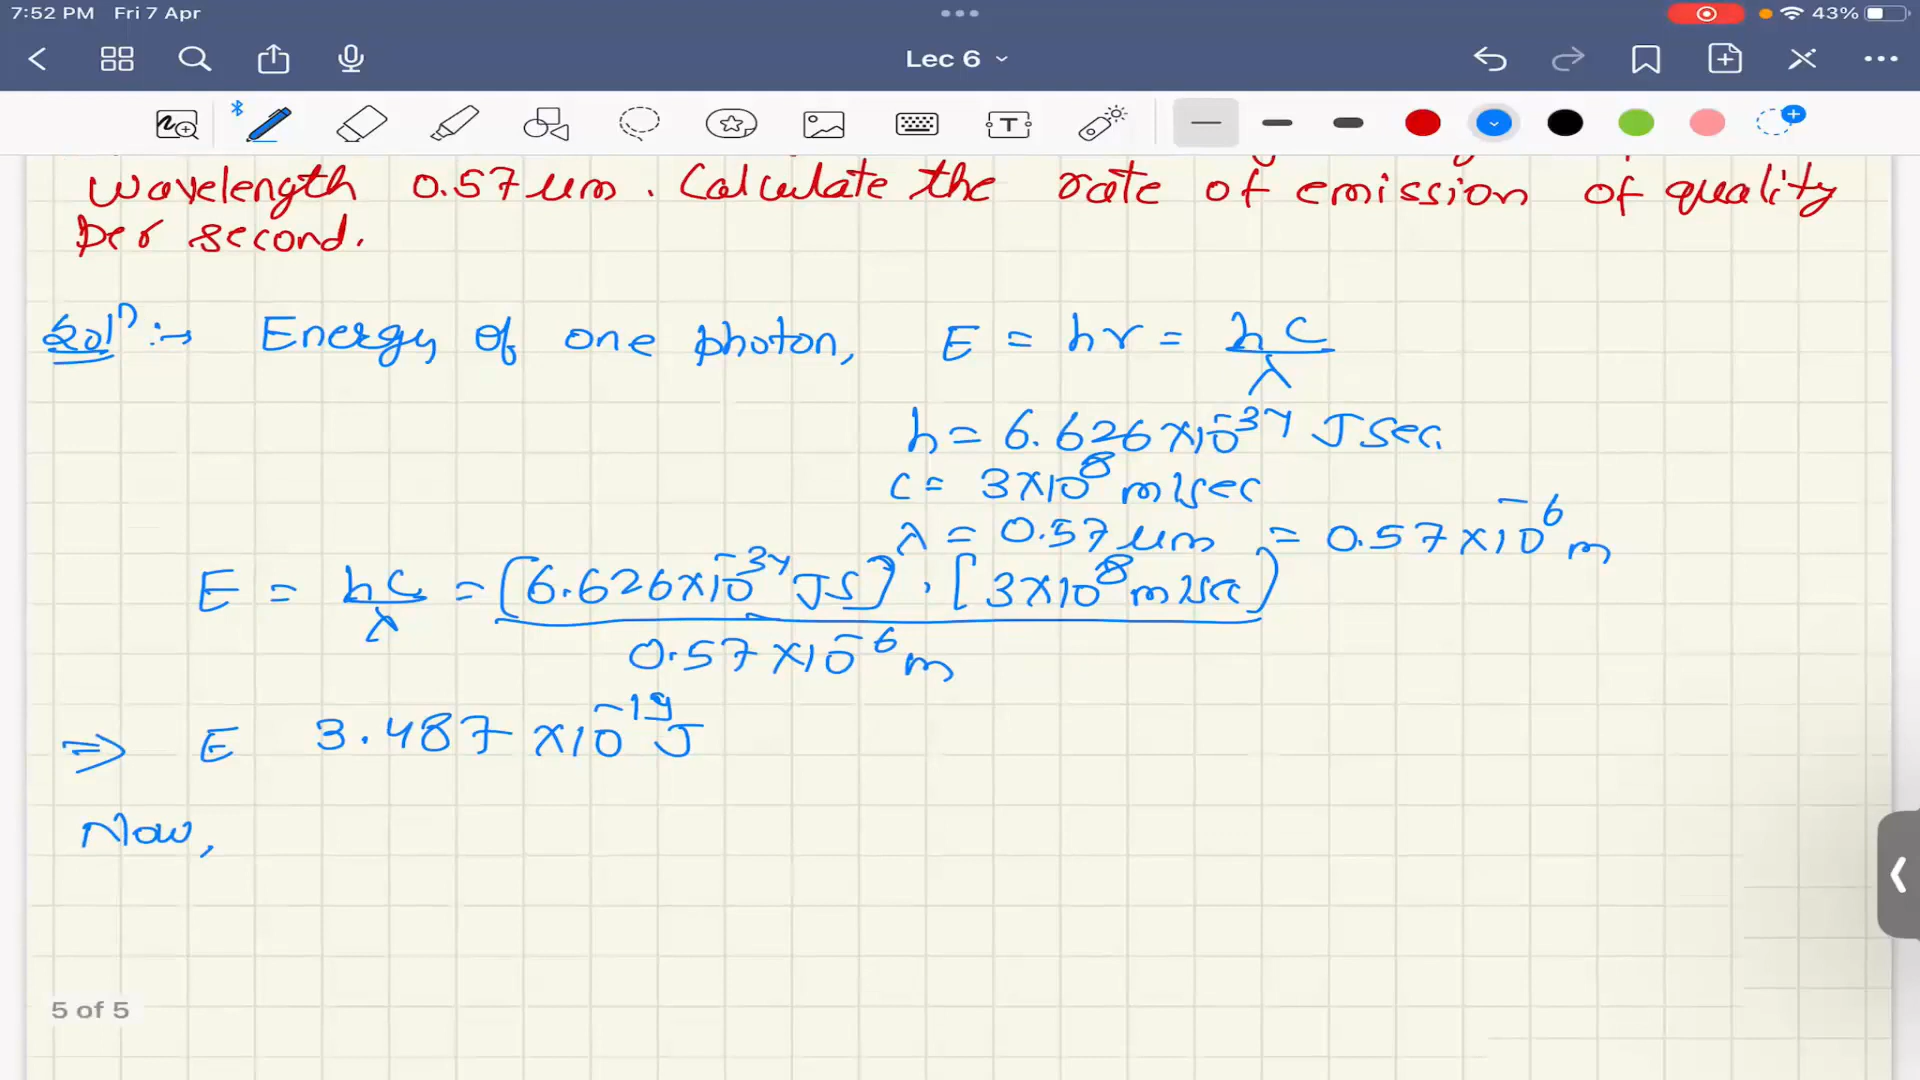 7:52 PM Fri 7 Apr
43%
Lec 6
T
wavelength 0.57 μm. Calculate the rate of emission of quality
per second.
Solⁿ :→ Energy of one photon, E = hν = hc/λ
h = 6.626×10⁻³⁴ J sec.
c = 3×10⁸ m/sec
λ = 0.57 μm = 0.57×10⁻⁶ m
E = hc/λ = [6.626×10⁻³⁴ JS] · [3×10⁸ m/sec] / 0.57×10⁻⁶ m
⇒ E 3.487 ×10⁻¹⁹ J
Now,
5 of 5